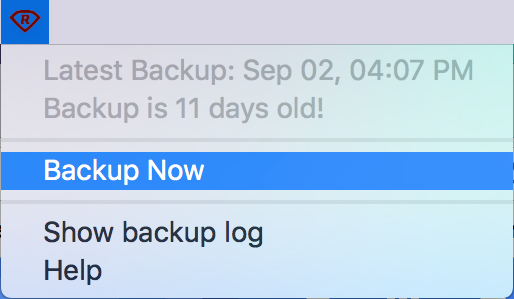 R
Latest Backup: Sep 02, 04:07 PM
Backup is 11 days old!
Backup Now
Show backup log
Help